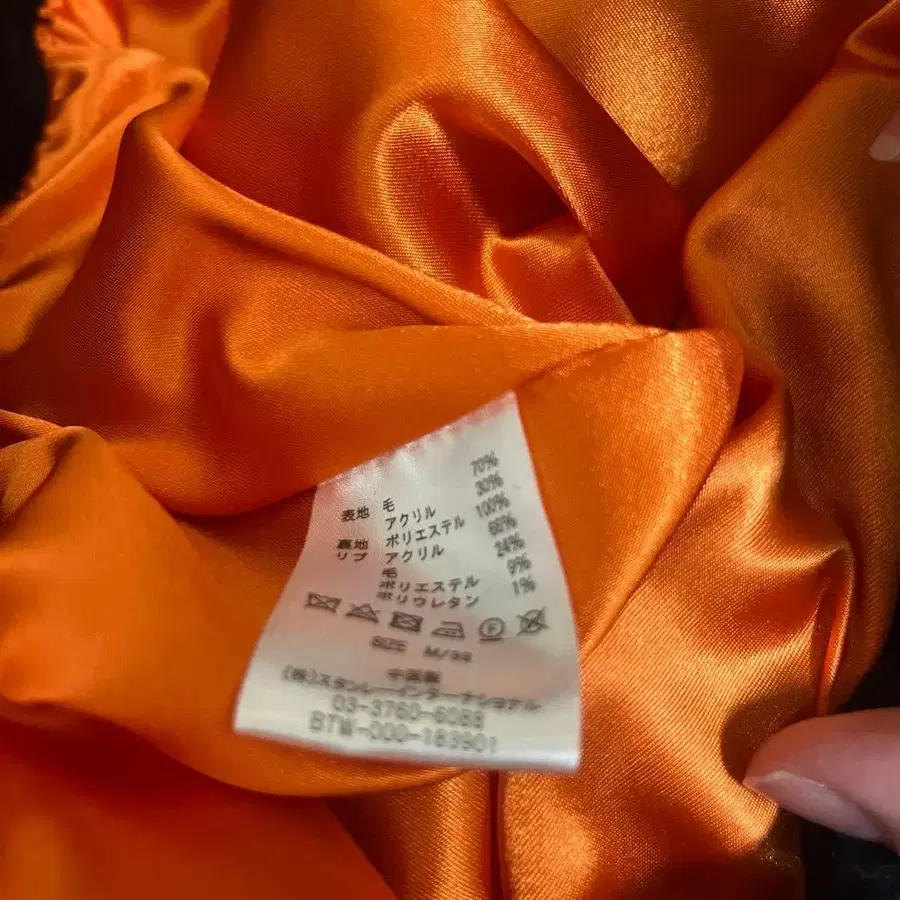 表地 毛 70%
アクリル 30%
裏地 ポリエステル 100%
リブ アクリル 66%
毛 24%
ポリエステル 9%
ポリウレタン 1%
SIZE
中国製
(株)スタンレーインターナショナル
03-3760-6088
BTW-000-183901